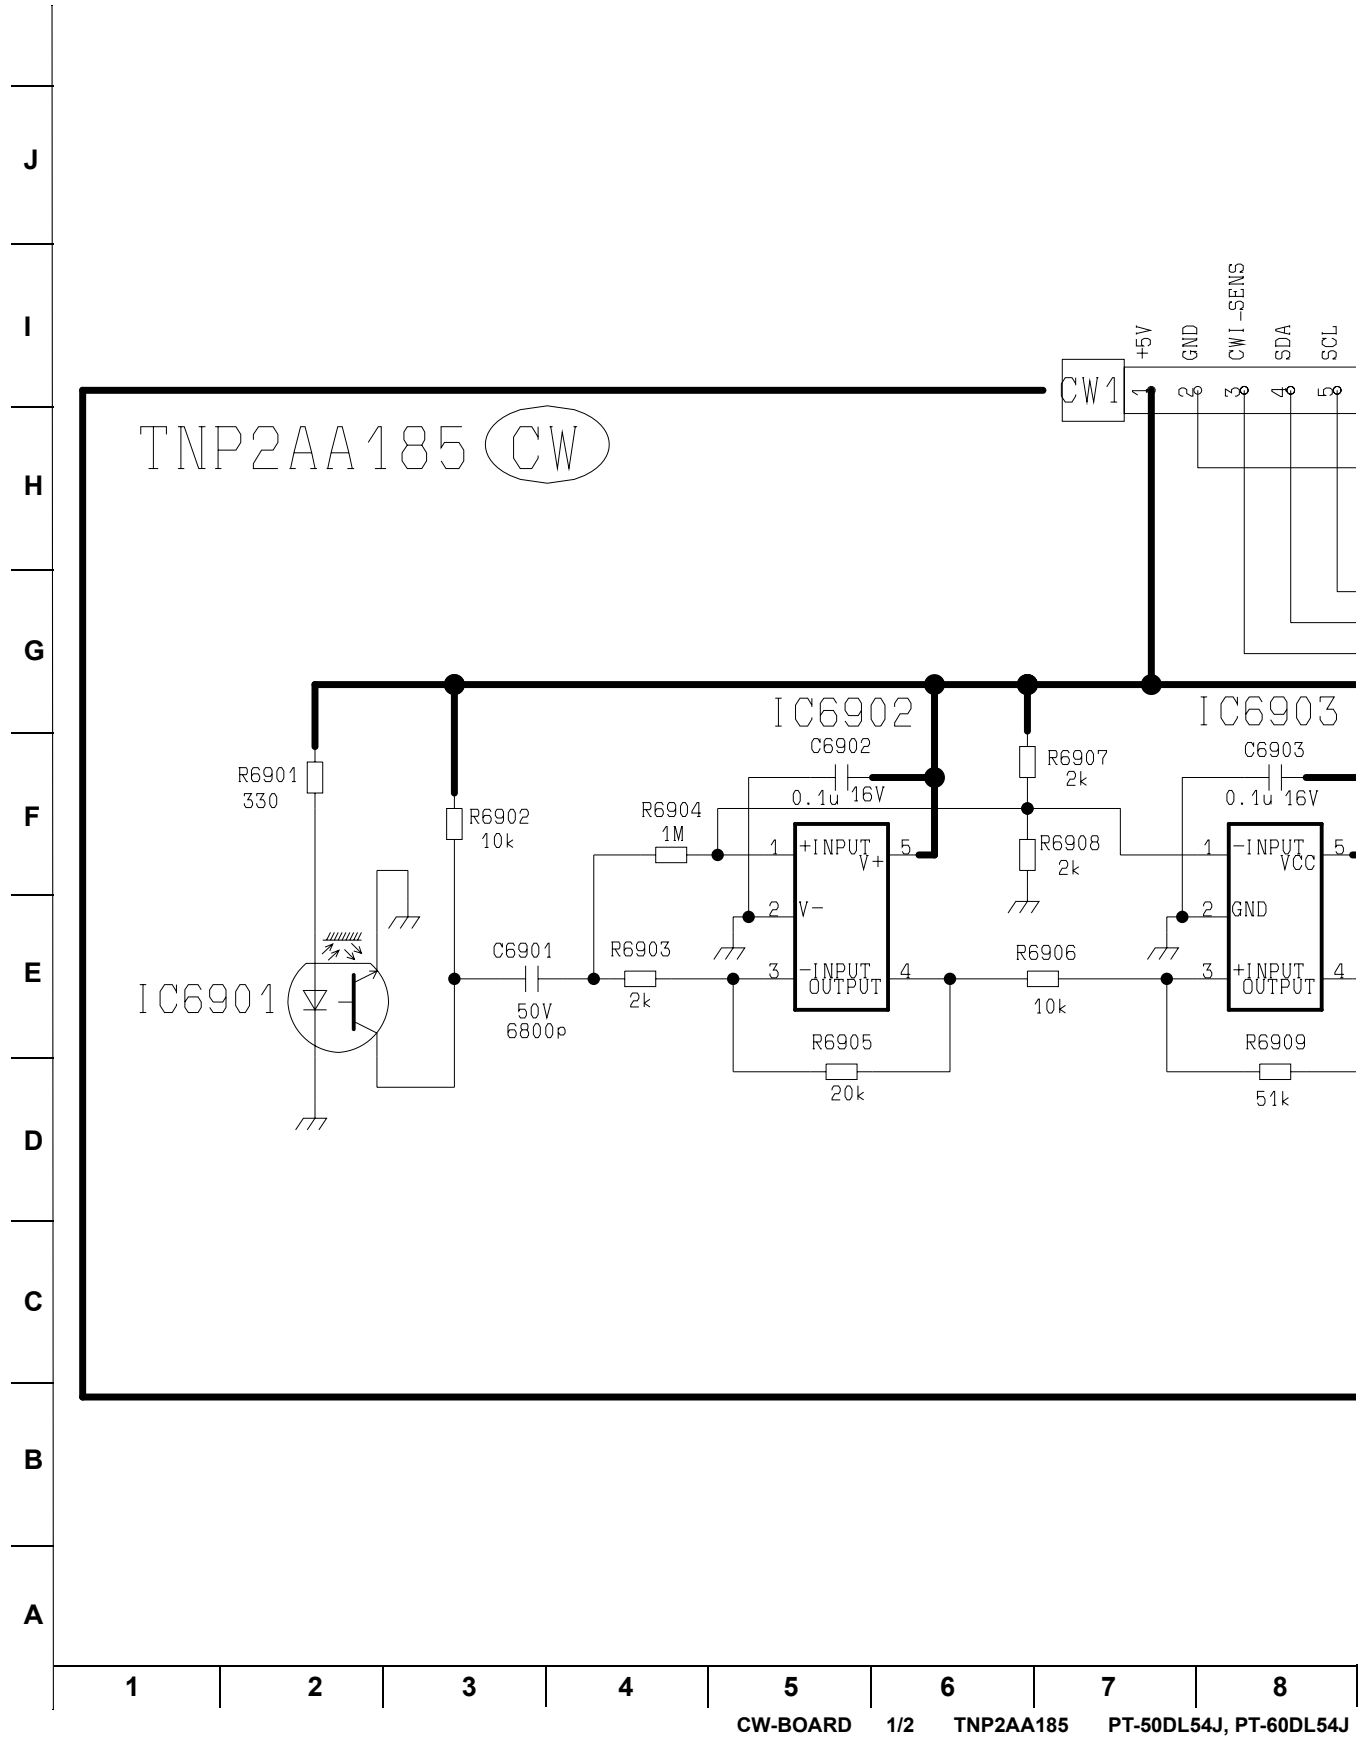 J
I
+5V
GND
CWI-SENS
SDA
SCL
CW1
1
2
3
4
5
TNP2AA185 CW
H
G
IC6902
IC6903
C6902
C6903
R6901
330
R6907
2k
0.1u 16V
0.1u 16V
F
R6902
10k
R6904
1M
R6908
2k
1 +INPUT
V+ 5
1 -INPUT
VCC 5
2 V-
2 GND
E
C6901
R6903
R6906
3 -INPUT 4
OUTPUT
3 +INPUT 4
OUTPUT
IC6901
50V
6800p
2k
10k
R6905
20k
R6909
51k
D
C
B
A
1 2 3 4 5 6 7 8
CW-BOARD 1/2 TNP2AA185 PT-50DL54J, PT-60DL54J